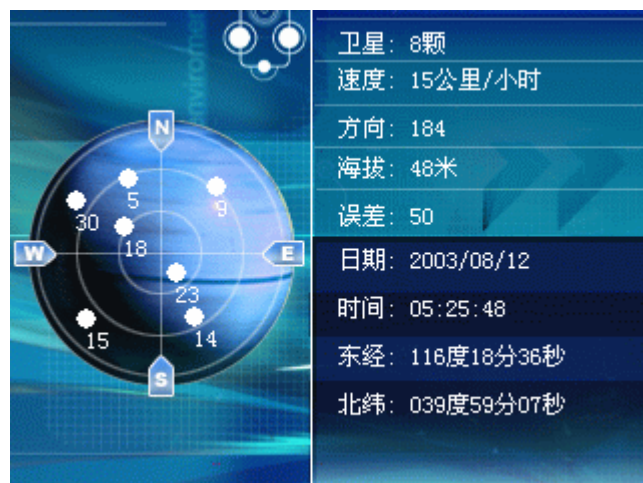 enviromen
N
5
9
30
18
W
E
23
15
14
S
卫星: 8颗
速度: 15公里/小时
方向: 184
海拔: 48米
误差: 50
日期: 2003/08/12
时间: 05:25:48
东经: 116度18分36秒
北纬: 039度59分07秒